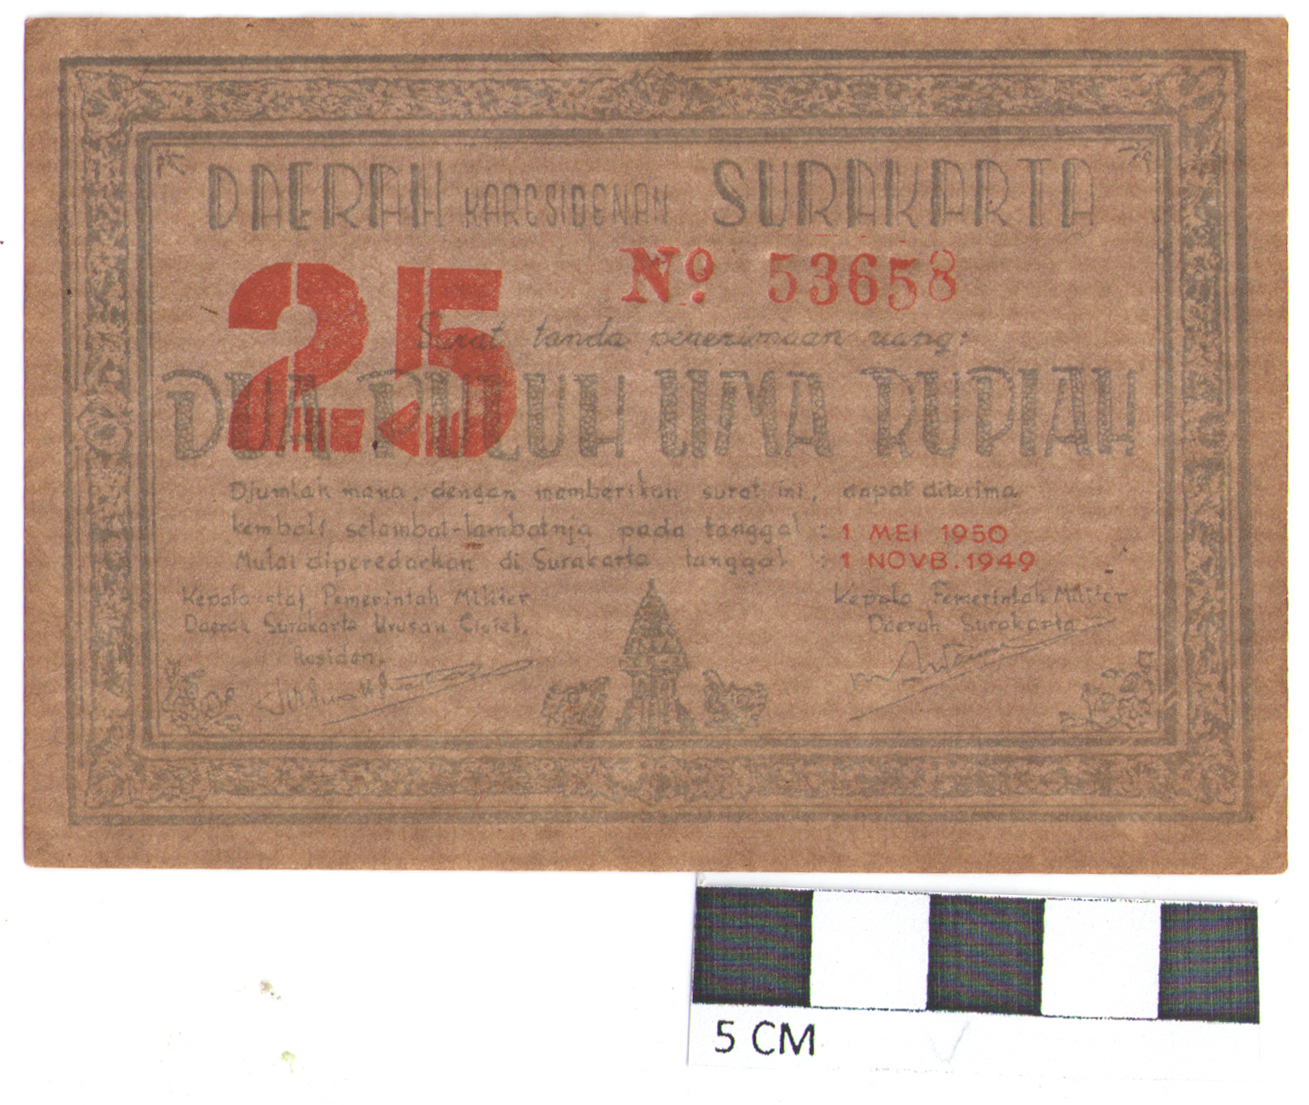 DAERAH KARESIDENAN SURAKARTA
25
No 53658
Surat tanda penerimaan uang:
DUA PULUH LIMA RUPIAH
Djumlah mana, dengan memberikan surat ini, dapat diterima
kembali selambat-lambatnja pada tanggal : 1 MEI 1950
Mulai diperedarkan di Surakarta tanggal : 1 NOVB. 1949
Kepala staf Pemerintah Militer
Daerah Surakarta Urusan Cisiel.
Residen,
Kepala Pemerintah Militer
Daerah Surakarta
5 CM